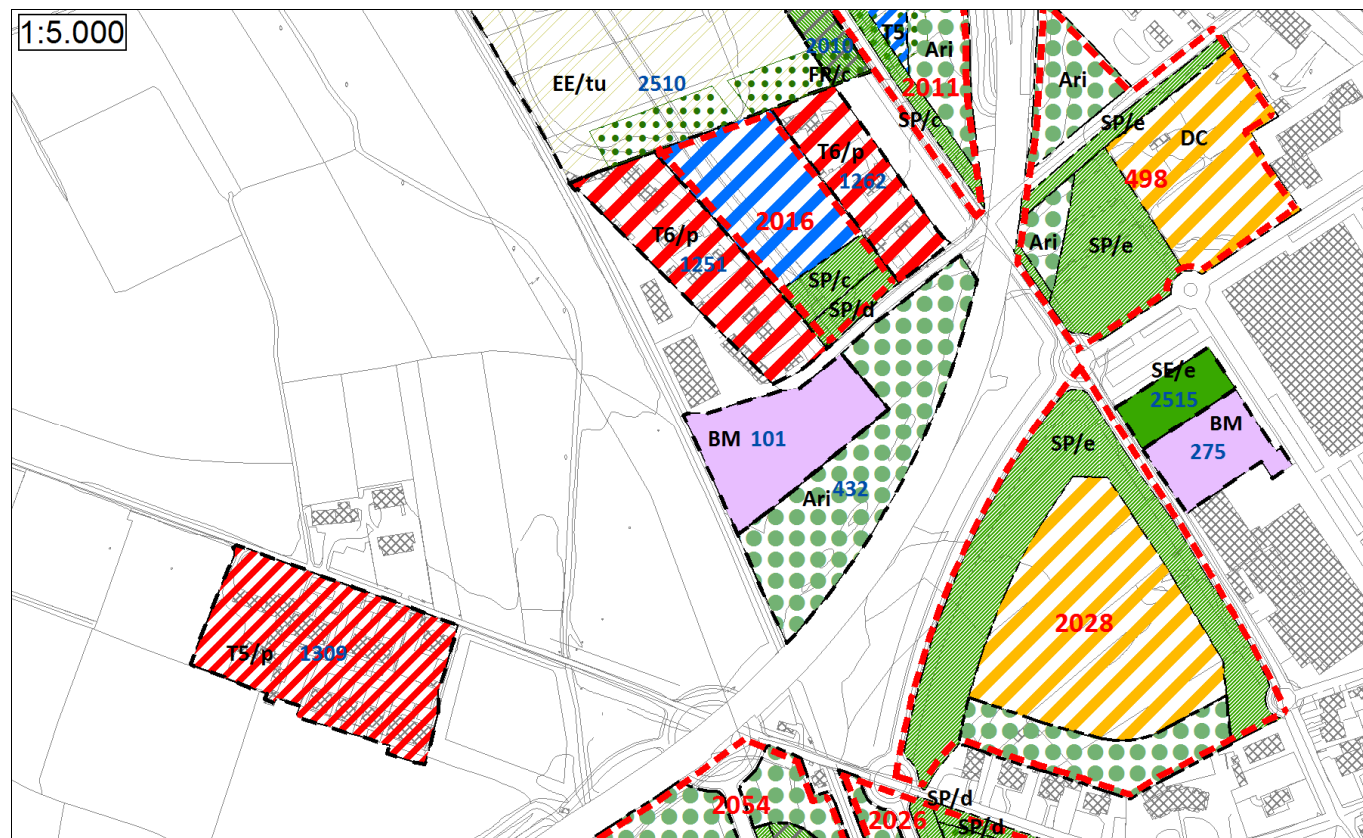 1:5.000
EE/tu 2510
2010
FR/c
T5
Ari
2011
SP/c
Ari
SP/e
DC
498
T6/p
1262
2016
T6/p
1251
SP/c
SP/d
Ari
SP/e
SE/e
2515
BM
275
BM 101
Ari 432
SP/e
2028
T5/p 1309
2054
2026
SP/d
SP/d